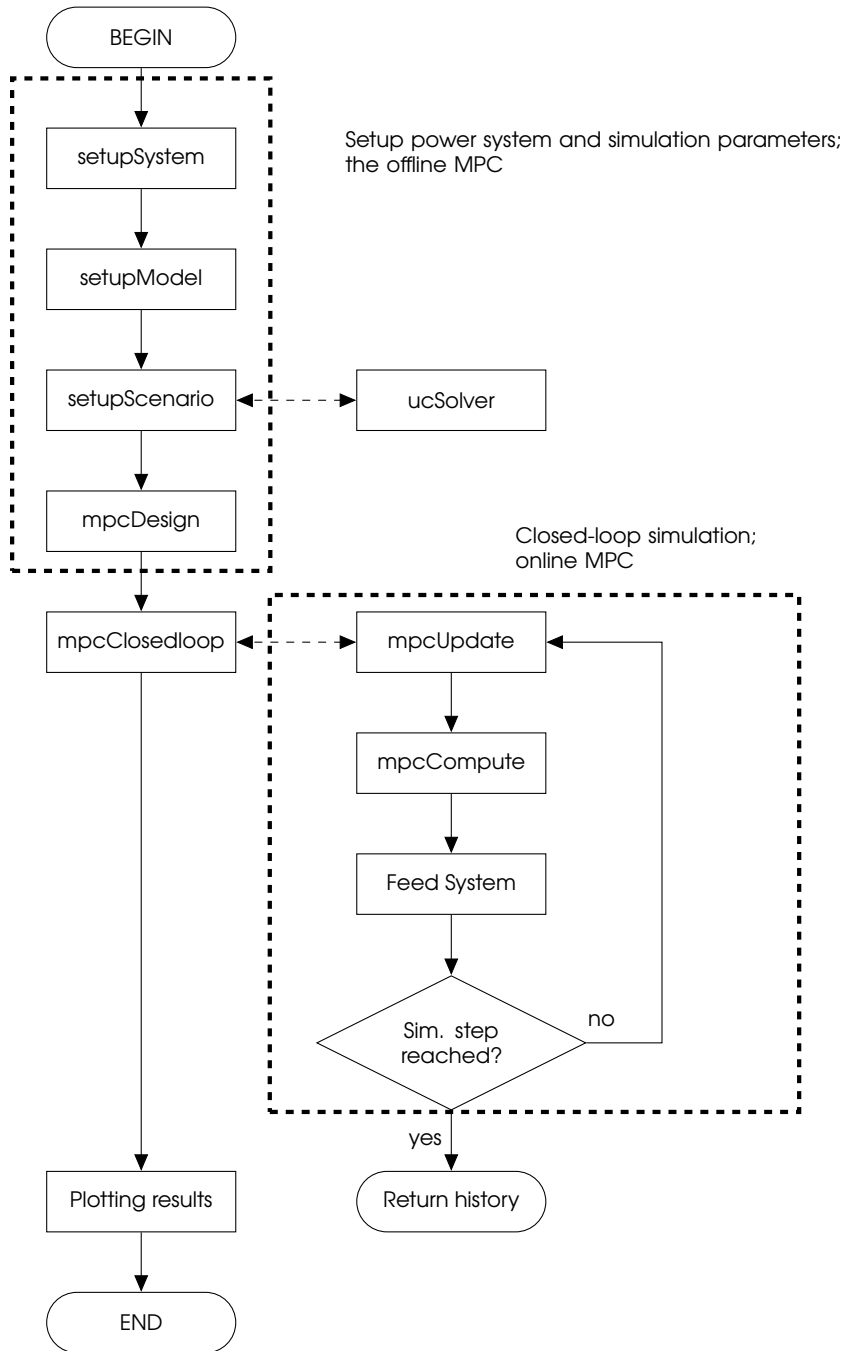 BEGIN
setupSystem
Setup power system and simulation parameters;
the offline MPC
setupModel
setupScenario
ucSolver
mpcDesign
Closed-loop simulation;
online MPC
mpcClosedloop
mpcUpdate
mpcCompute
Feed System
Sim. step
reached?
no
yes
Plotting results
Return history
END